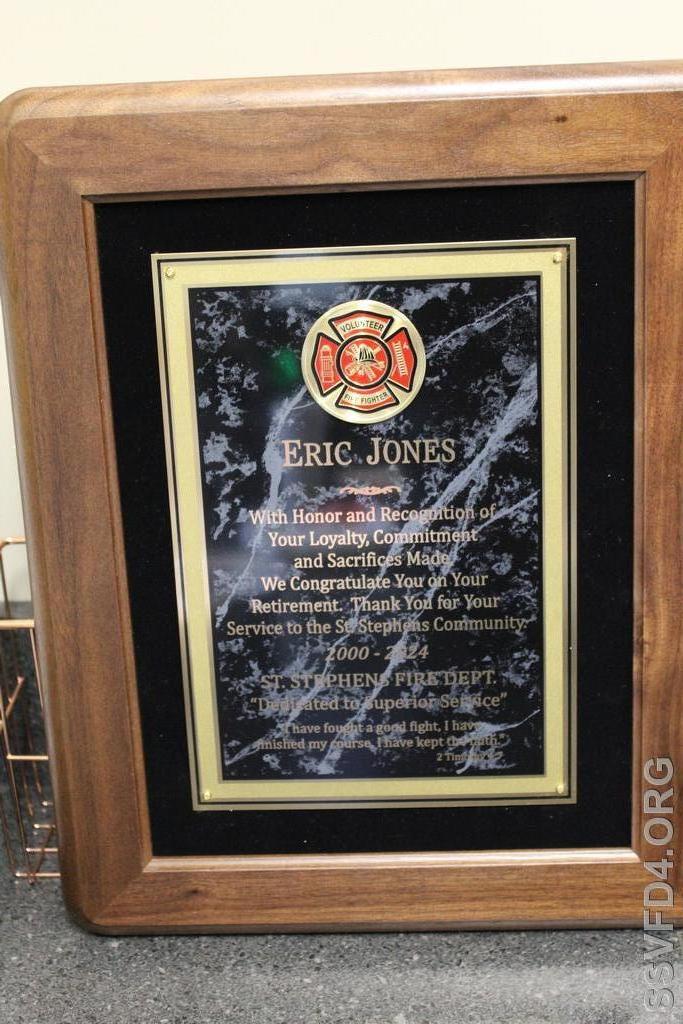 VOLUNTEER
FIRE FIGHTER
ERIC JONES
With Honor and Recognition of
Your Loyalty, Commitment
and Sacrifices Made
We Congratulate You on Your
Retirement. Thank You for Your
Service to the St. Stephens Community.
2000 - 2024
ST. STEPHENS FIRE DEPT.
"Dedicated to Superior Service"
"I have fought a good fight, I have
finished my course, I have kept the faith."
2 Timothy
SSVFD4.ORG